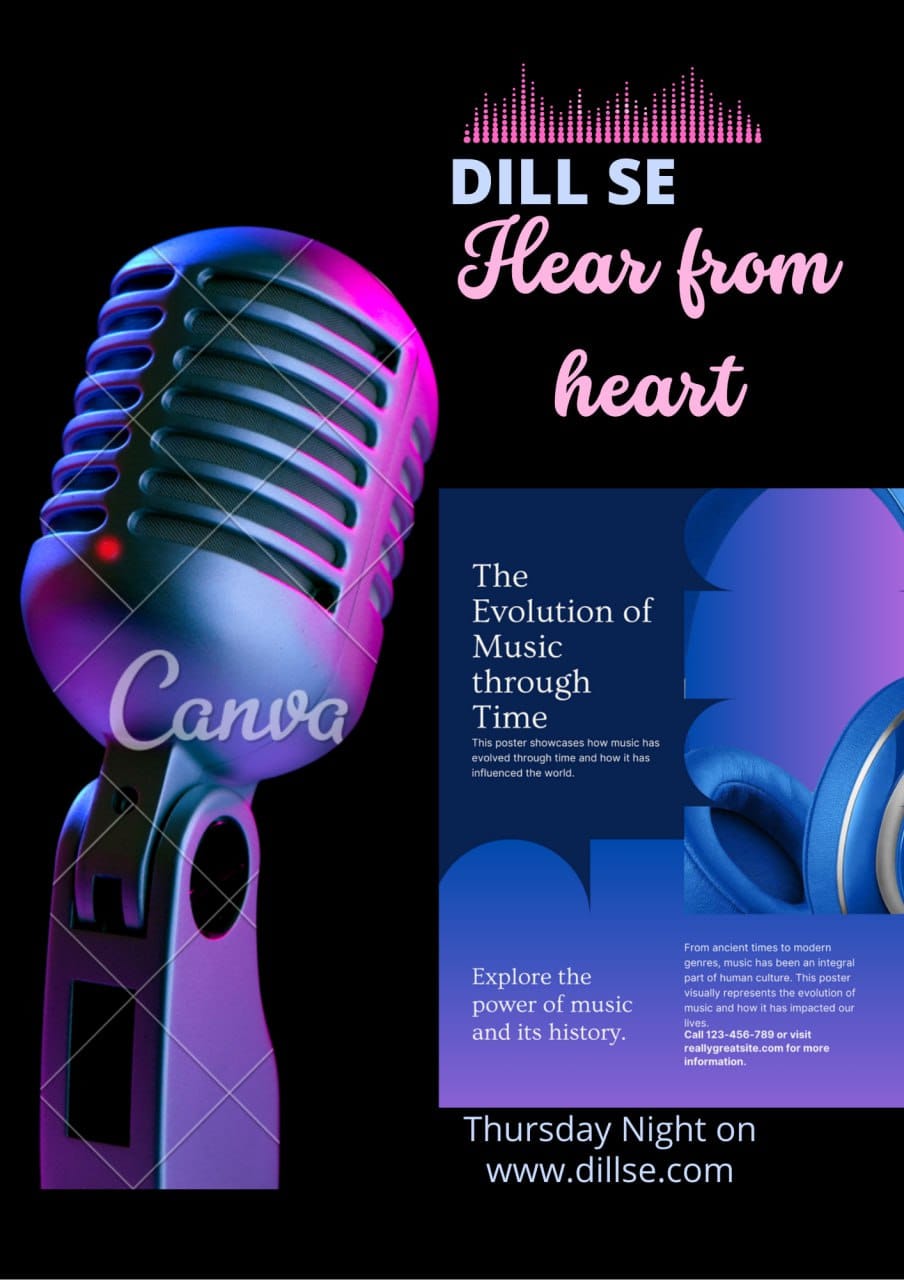 DILL SE
Hear from
heart
Canva
The
Evolution of
Music
through
Time
This poster showcases how music has
evolved through time and how it has
influenced the world.
Explore the
power of music
and its history.
From ancient times to modern
genres, music has been an integral
part of human culture. This poster
visually represents the evolution of
music and how it has impacted our
lives.
Call 123-456-789 or visit
reallygreatsite.com for more
information.
Thursday Night on
www.dillse.com